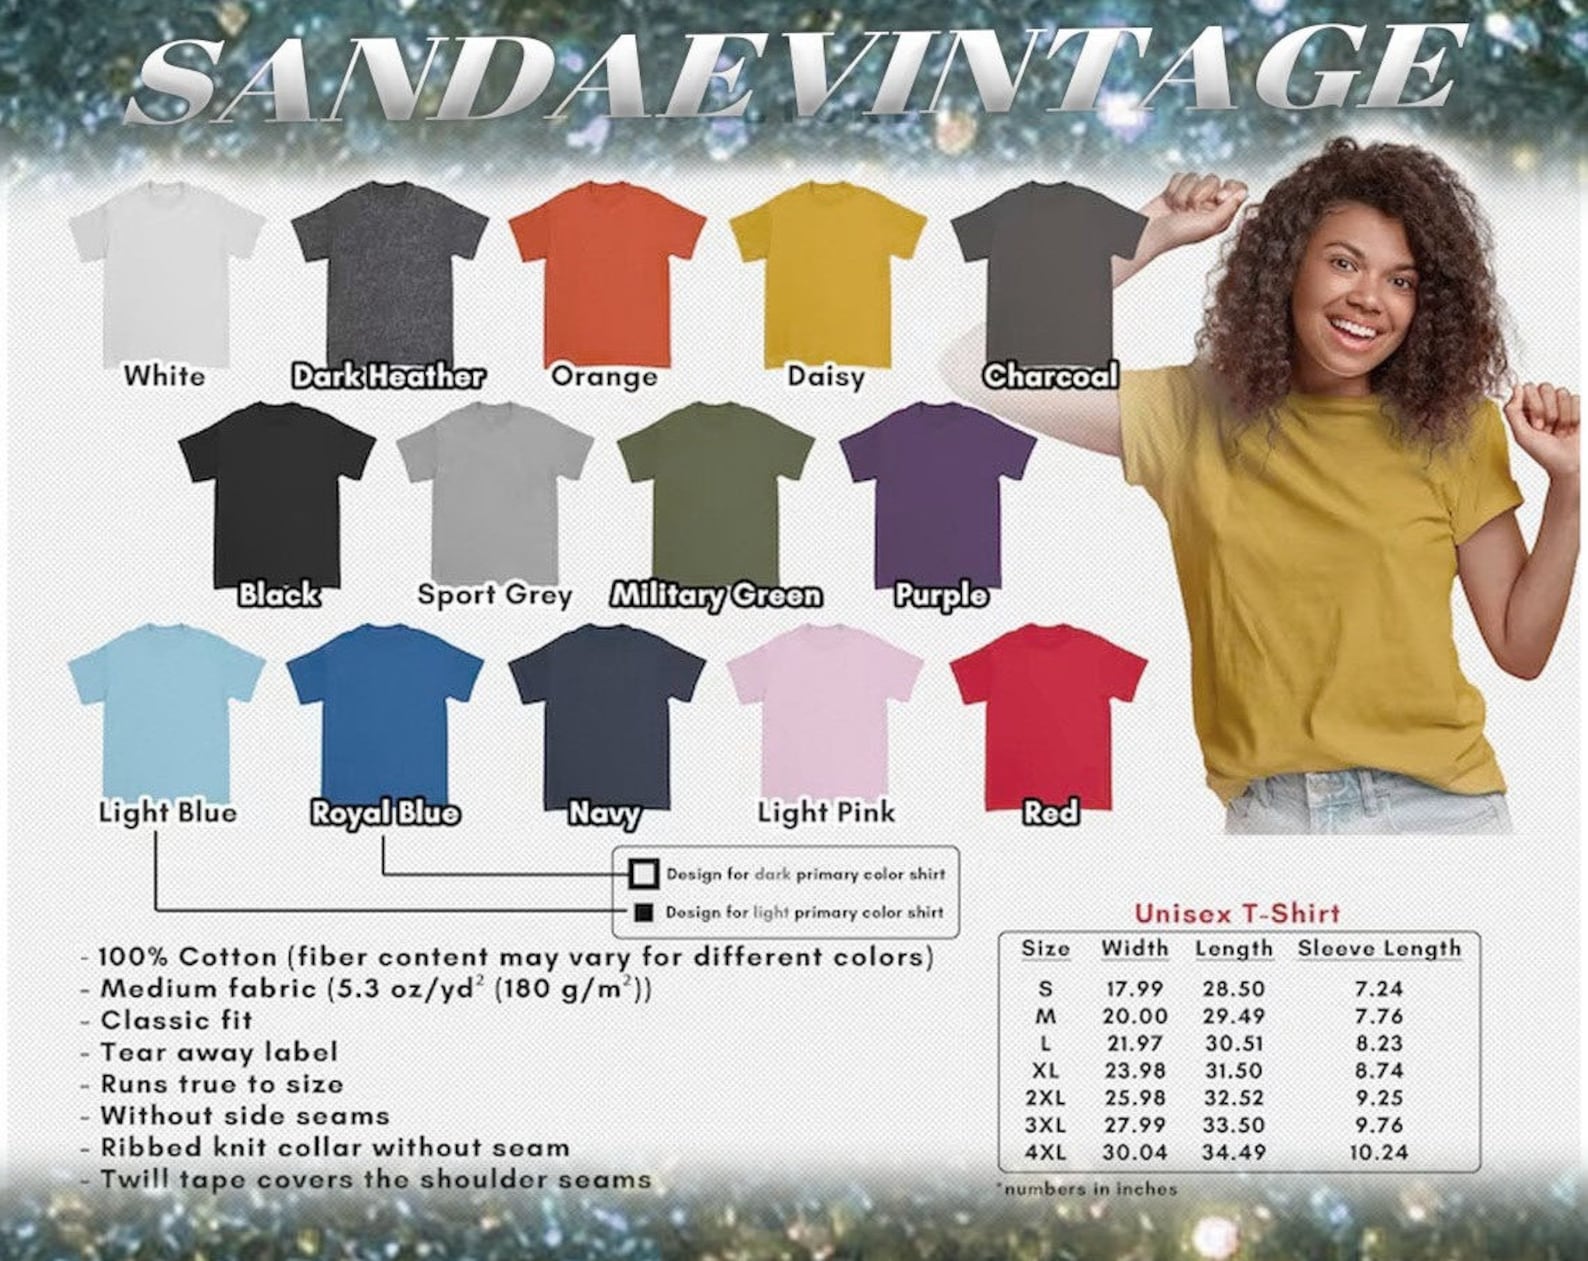 SANDAEVINTAGE
White Dark Heather Orange Daisy Charcoal
Black Sport Grey Military Green Purple
Light Blue Royal Blue Navy Light Pink Red
Design for dark primary color shirt
Design for light primary color shirt
- 100% Cotton (fiber content may vary for different colors)
- Medium fabric (5.3 oz/yd² (180 g/m²))
- Classic fit
- Tear away label
- Runs true to size
- Without side seams
- Ribbed knit collar without seam
- Twill tape covers the shoulder seams
Unisex T-Shirt
Size Width Length Sleeve Length
S 17.99 28.50 7.24
M 20.00 29.49 7.76
L 21.97 30.51 8.23
XL 23.98 31.50 8.74
2XL 25.98 32.52 9.25
3XL 27.99 33.50 9.76
4XL 30.04 34.49 10.24
*numbers in inches